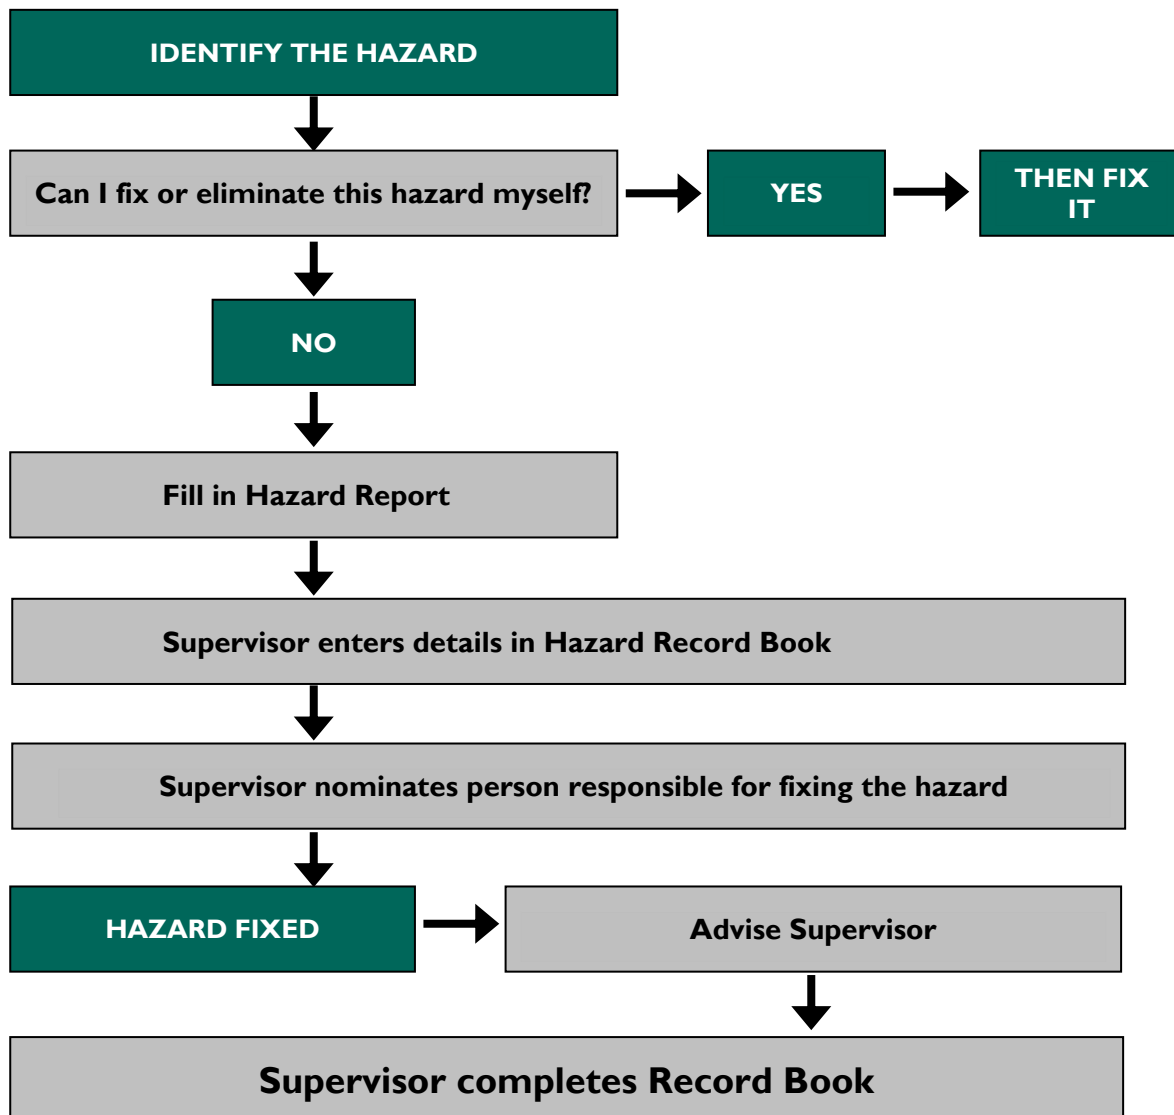 IDENTIFY THE HAZARD
Can I fix or eliminate this hazard myself?
YES
THEN FIX
IT
NO
Fill in Hazard Report
Supervisor enters details in Hazard Record Book
Supervisor nominates person responsible for fixing the hazard
HAZARD FIXED
Advise Supervisor
Supervisor completes Record Book